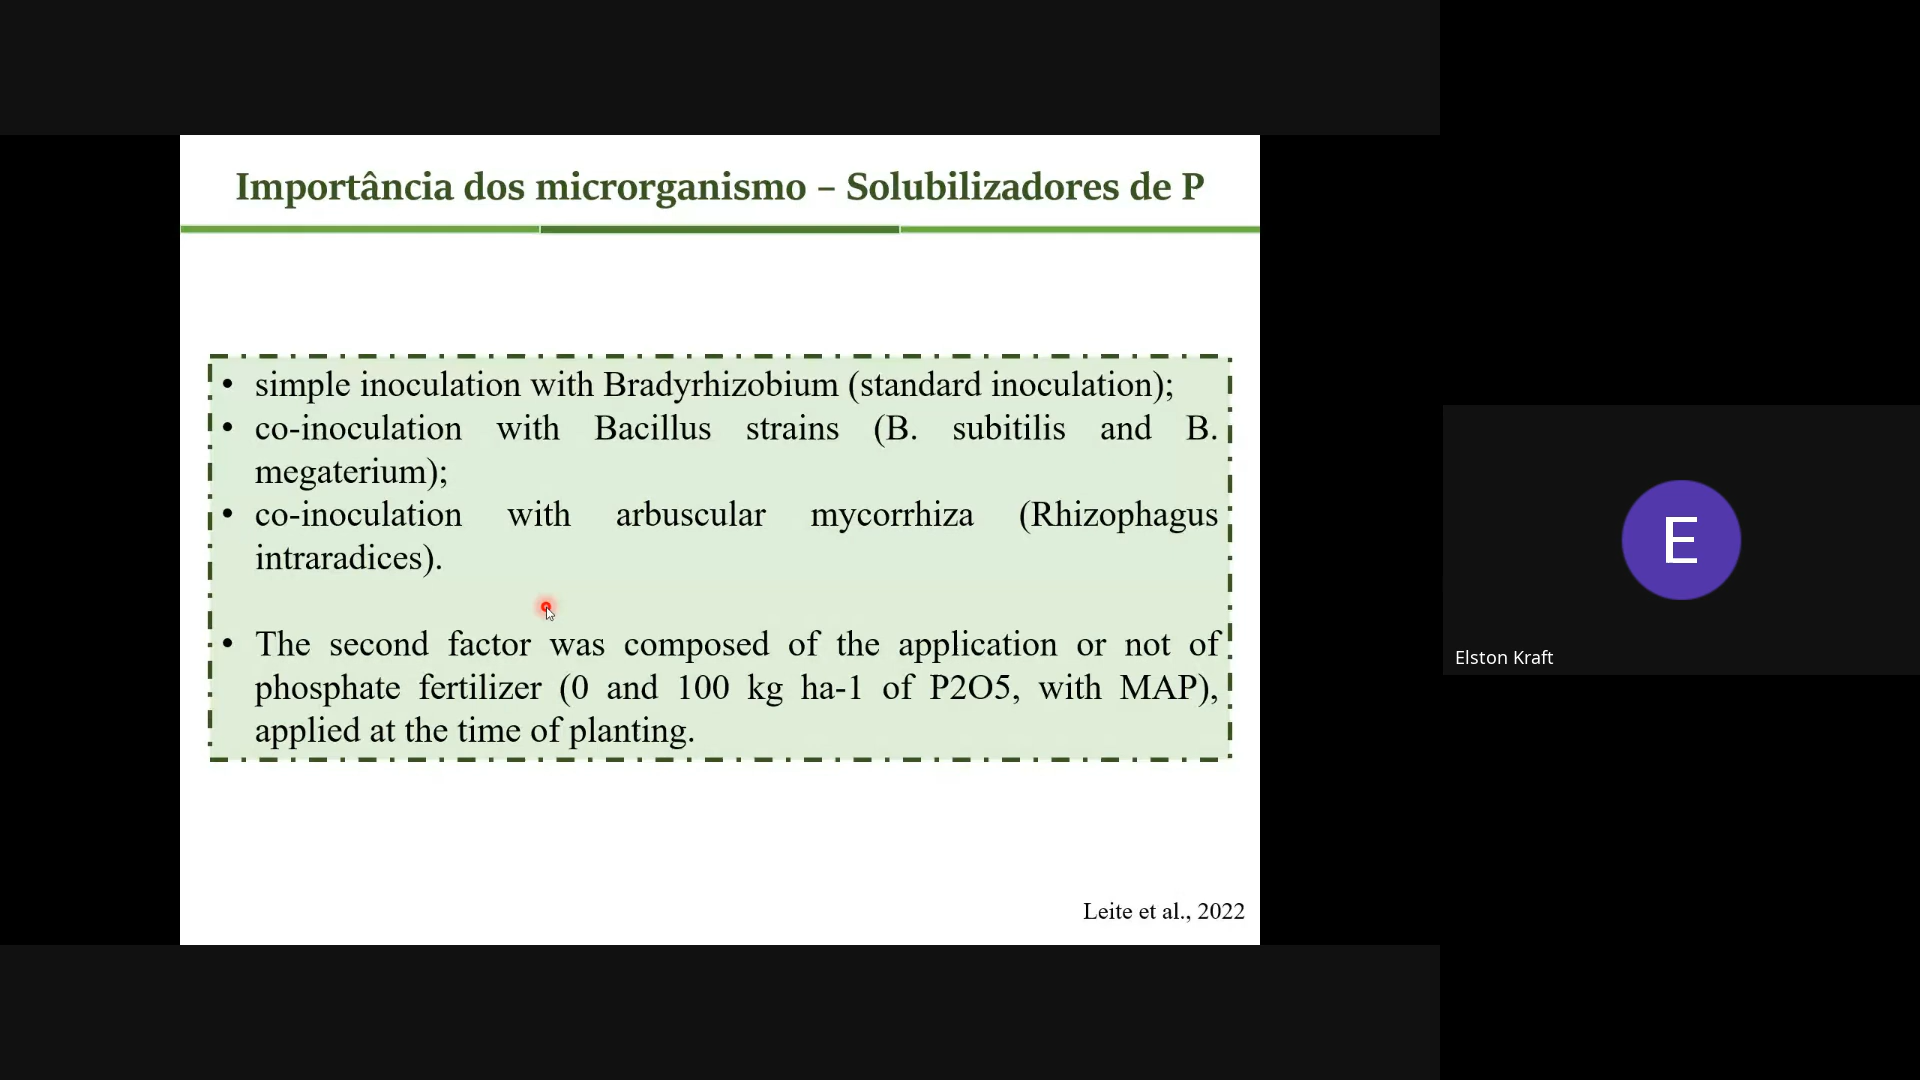 Importância dos microrganismo – Solubilizadores de P
• simple inoculation with Bradyrhizobium (standard inoculation);
• co-inoculation with Bacillus strains (B. subitilis and B.
megaterium);
• co-inoculation with arbuscular mycorrhiza (Rhizophagus
intraradices).
• The second factor was composed of the application or not of
phosphate fertilizer (0 and 100 kg ha-1 of P2O5, with MAP),
applied at the time of planting.
Leite et al., 2022
E
Elston Kraft